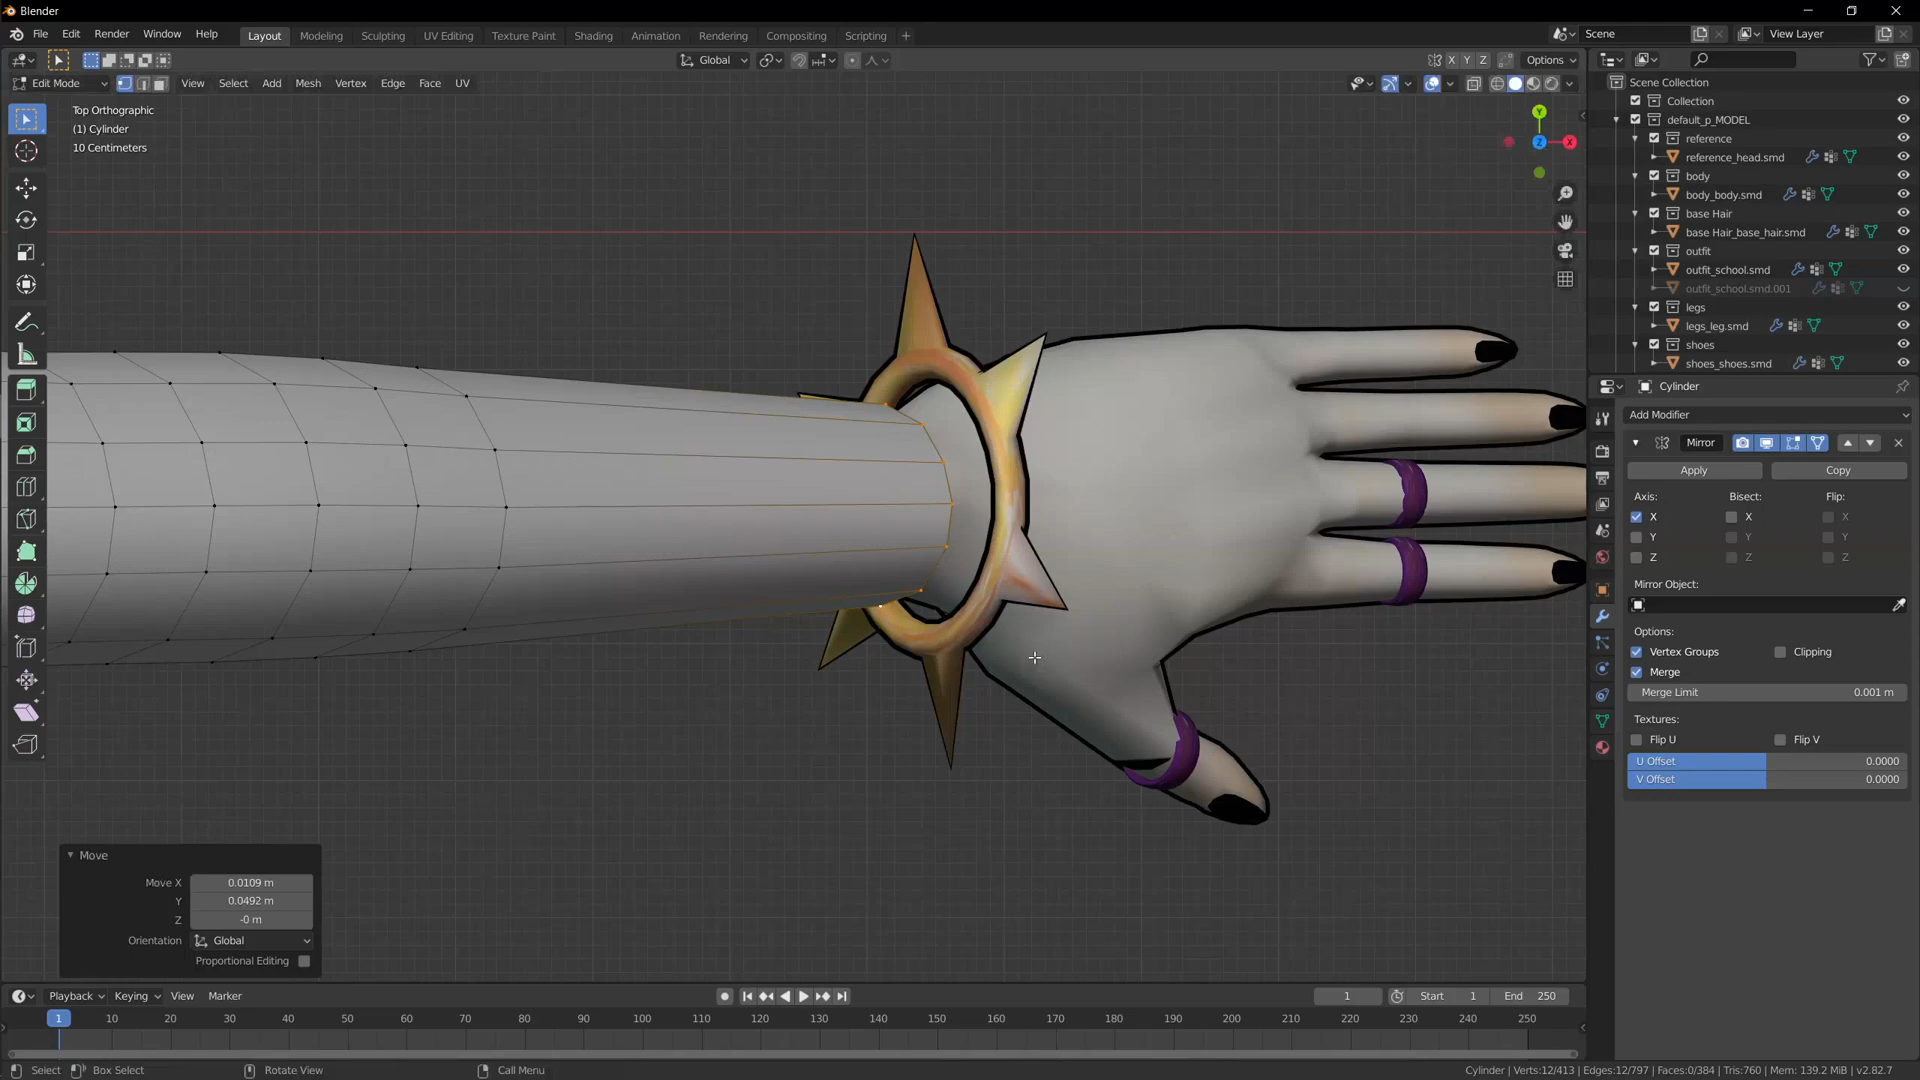 Blender
File Edit Render Window Help Layout Modeling Sculpting UV Editing Texture Paint Shading Animation Rendering Compositing Scripting + Scene View Layer
Global X Y Z Options
Edit Mode View Select Add Mesh Vertex Edge Face UV
Top Orthographic
(1) Cylinder
10 Centimeters
Y
Z
X
Scene Collection
Collection
default_p_MODEL
reference
reference_head.smd
body
body_body.smd
base Hair
base Hair_base_hair.smd
outfit
outfit_school.smd
outfit_school.smd.001
legs
legs_leg.smd
shoes
shoes_shoes.smd
Cylinder
Add Modifier
Mirror
Apply Copy
Axis: Bisect: Flip:
X X X
Y Y Y
Z Z Z
Mirror Object:
Options:
Vertex Groups Clipping
Merge
Merge Limit 0.001 m
Textures:
Flip U Flip V
U Offset 0.0000
V Offset 0.0000
Move
Move X 0.0109 m
Y 0.0492 m
Z -0 m
Orientation Global
Proportional Editing
Playback Keying View Marker 1 Start 1 End 250
1 10 20 30 40 50 60 70 80 90 100 110 120 130 140 150 160 170 180 190 200 210 220 230 240 250
Select Box Select Rotate View Call Menu Cylinder | Verts:12/413 | Edges:12/797 | Faces:0/384 | Tris:760 | Mem: 139.2 MiB | v2.82.7